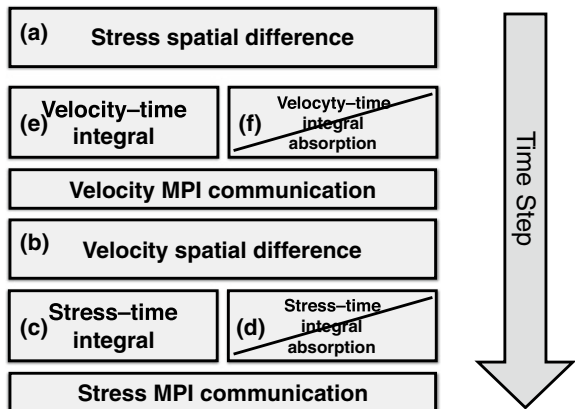 (a) Stress spatial difference
(e) Velocity–time
integral
(f) Velocyty–time
integral
absorption
Velocity MPI communication
(b) Velocity spatial difference
(c) Stress–time
integral
(d) Stress–time
integral
absorption
Stress MPI communication
Time Step